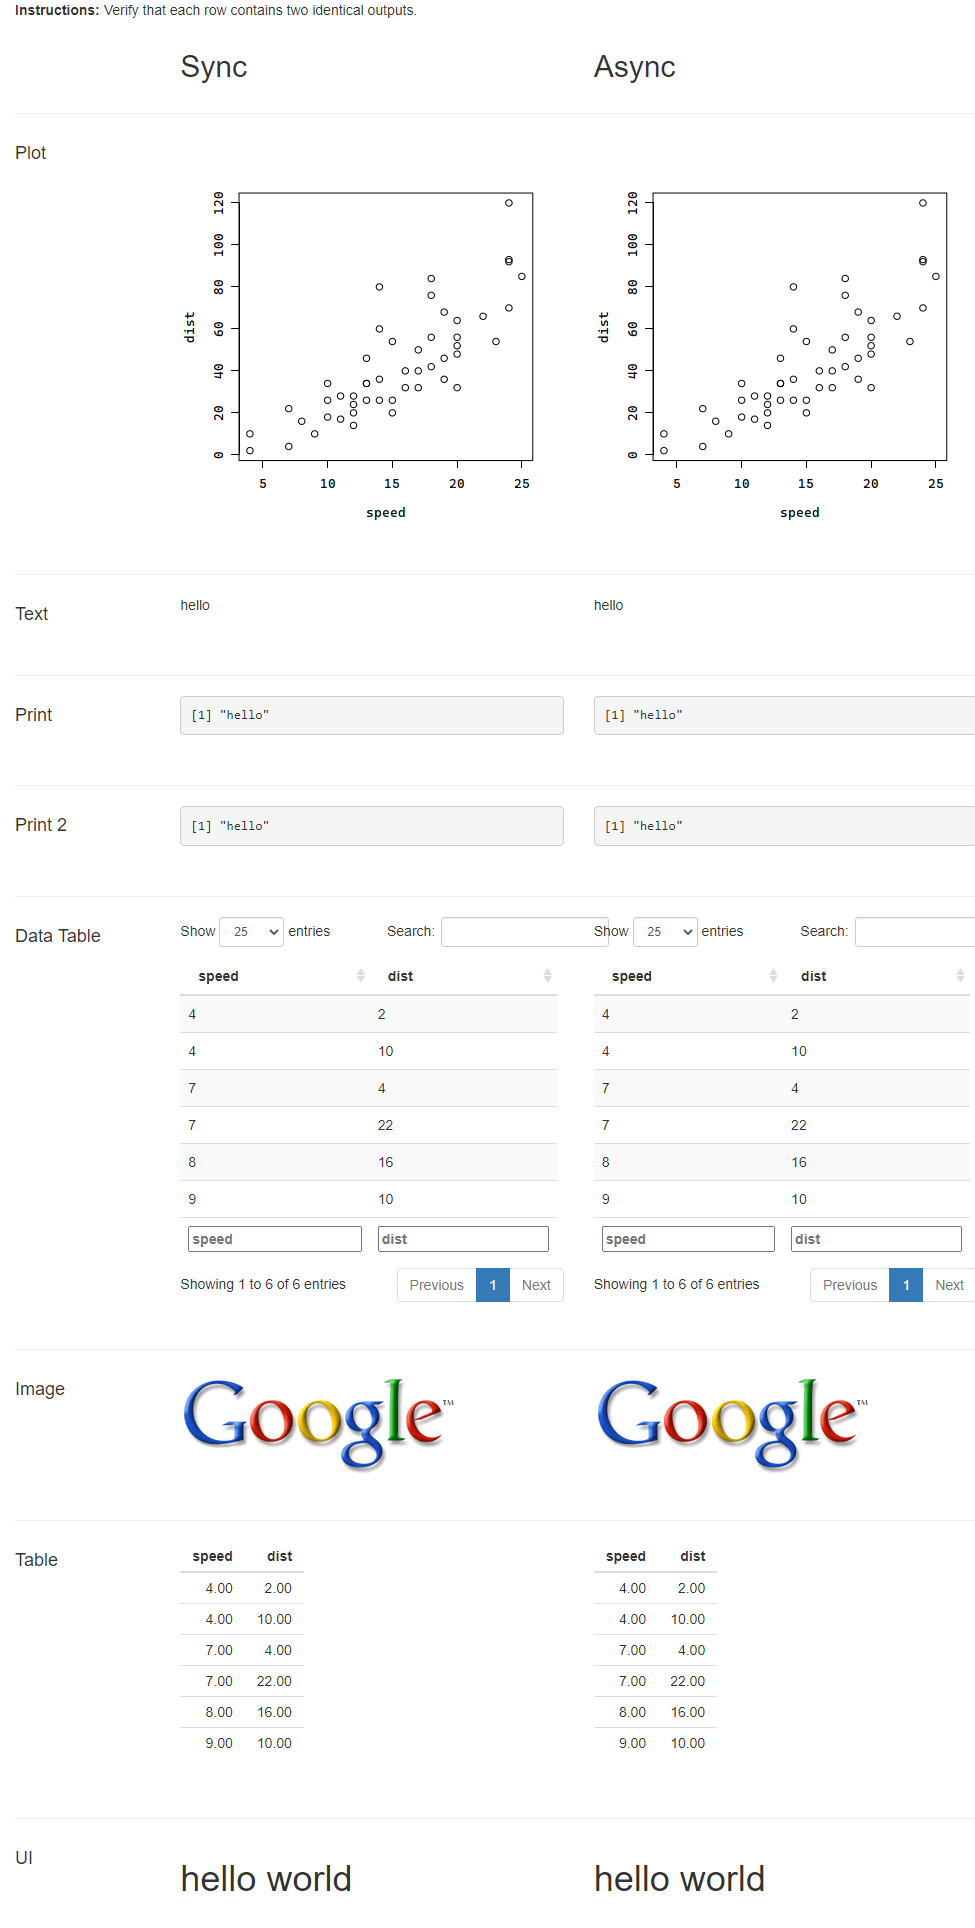 Instructions: Verify that each row contains two identical outputs.
Sync Async
Plot
120 120
100 100
80 80
60 60
40 40
20 20
0 0
dist dist
5 10 15 20 25 5 10 15 20 25
speed speed
Text hello hello
Print [1] "hello" [1] "hello"
Print 2 [1] "hello" [1] "hello"
Data Table Show 25 entries Search: Show 25 entries Search:
speed dist speed dist
4 2 4 2
4 10 4 10
7 4 7 4
7 22 7 22
8 16 8 16
9 10 9 10
speed dist speed dist
Showing 1 to 6 of 6 entries Previous 1 Next Showing 1 to 6 of 6 entries Previous 1 Next
Image Google™ Google™
Table speed dist speed dist
4.00 2.00 4.00 2.00
4.00 10.00 4.00 10.00
7.00 4.00 7.00 4.00
7.00 22.00 7.00 22.00
8.00 16.00 8.00 16.00
9.00 10.00 9.00 10.00
UI hello world hello world